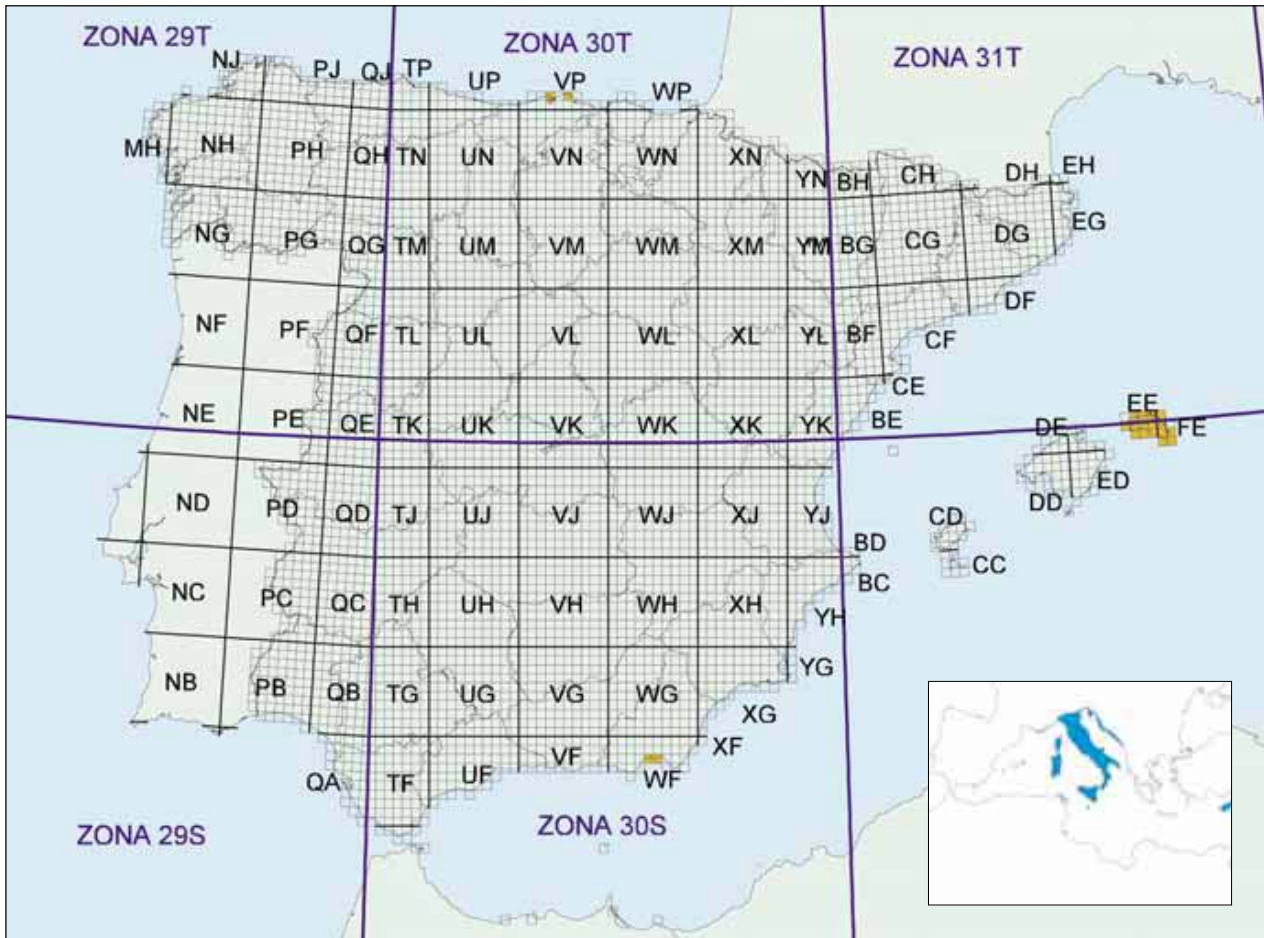 ZONA 29T
ZONA 30T
ZONA 31T
NJ
PJ
QJ
TP
UP
VP
WP
MH
NH
PH
QH
TN
UN
VN
WN
XN
YN
BH
CH
DH
EH
NG
PG
QG
TM
UM
VM
WM
XM
YM
BG
CG
DG
EG
NF
PF
QF
TL
UL
VL
WL
XL
YL
BF
CF
DF
NE
PE
QE
TK
UK
VK
WK
XK
YK
BE
CE
DE
EE
FE
ND
PD
QD
TJ
UJ
VJ
WJ
XJ
YJ
BD
CD
DD
ED
NC
PC
QC
TH
UH
VH
WH
XH
YH
BC
CC
NB
PB
QB
TG
UG
VG
WG
XG
YG
QA
TF
UF
VF
WF
XF
ZONA 29S
ZONA 30S